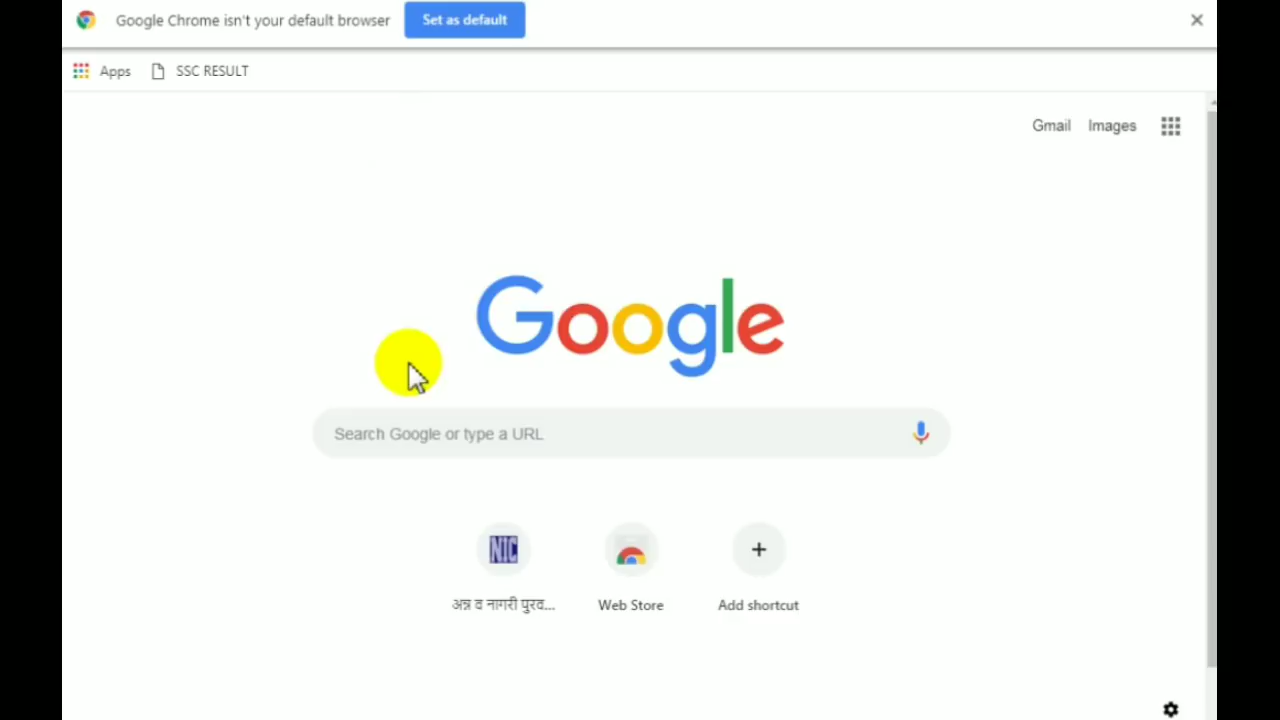 Google Chrome isn't your default browser Set as default
Apps SSC RESULT
Gmail Images
Google
Search Google or type a URL
NIC
अन्न व नागरी पुरव... Web Store Add shortcut